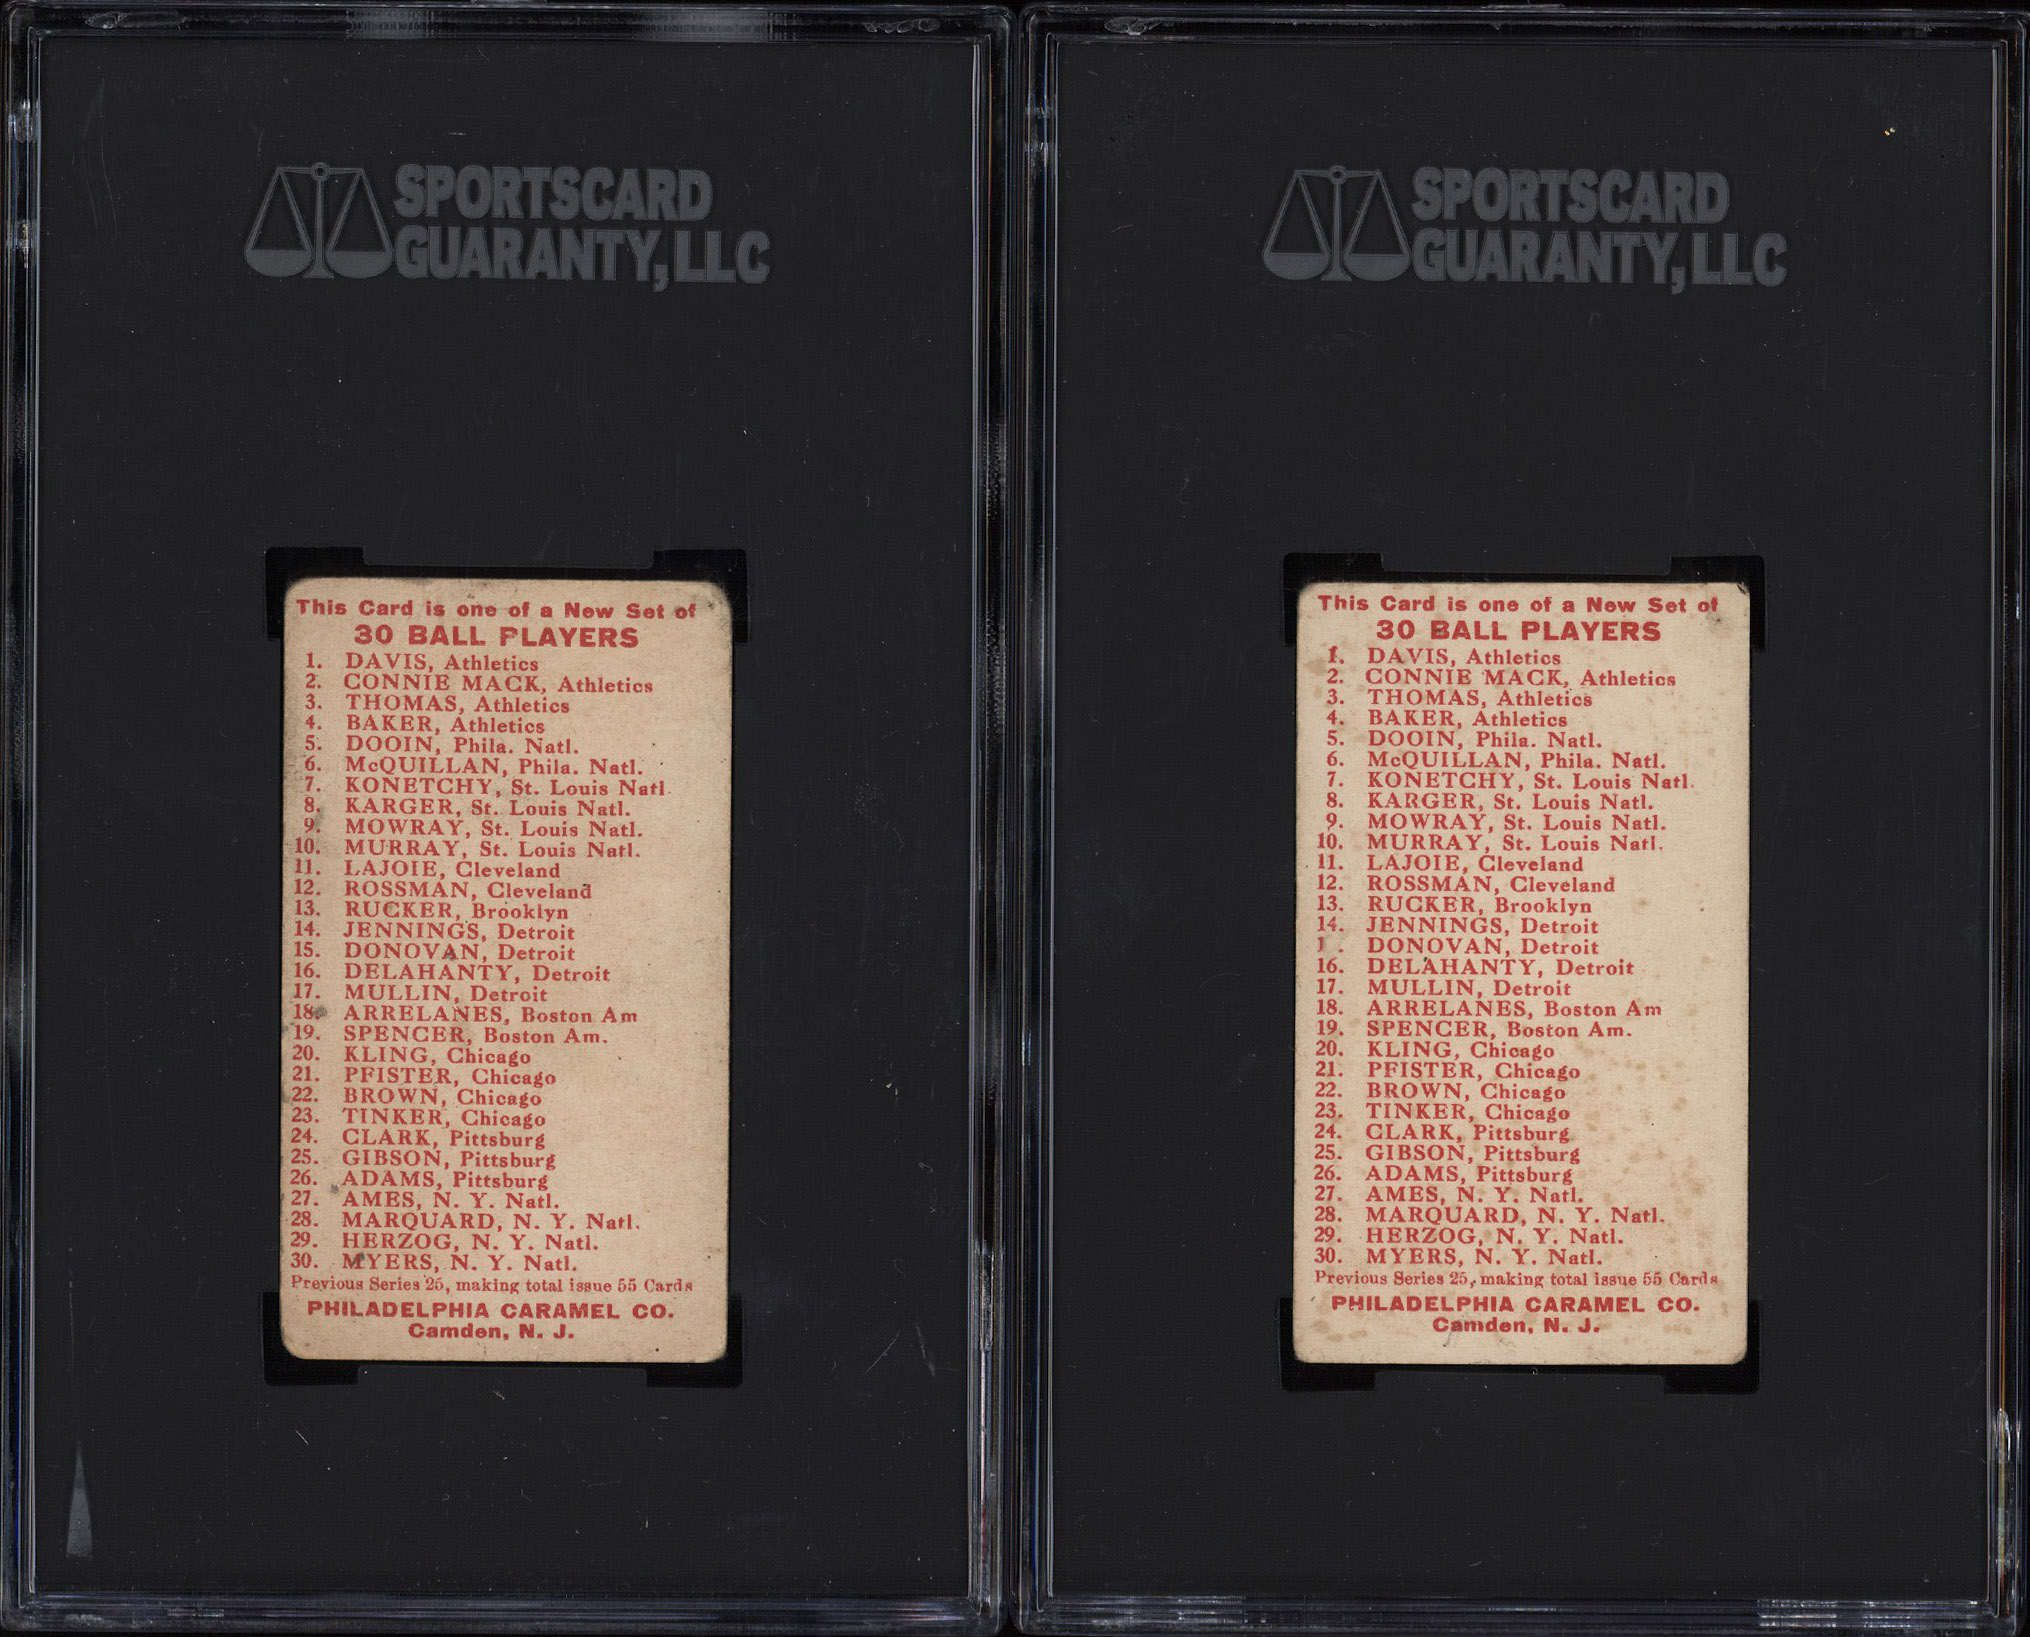 SPORTSCARD
GUARANTY, LLC
This Card is one of a New Set of
30 BALL PLAYERS
1. DAVIS, Athletics
2. CONNIE MACK, Athletics
3. THOMAS, Athletics
4. BAKER, Athletics
5. DOOIN, Phila. Natl.
6. McQUILLAN, Phila. Natl.
7. KONETCHY, St. Louis Natl.
8. KARGER, St. Louis Natl.
9. MOWRAY, St. Louis Natl.
10. MURRAY, St. Louis Natl.
11. LAJOIE, Cleveland
12. ROSSMAN, Cleveland
13. RUCKER, Brooklyn
14. JENNINGS, Detroit
15. DONOVAN, Detroit
16. DELAHANTY, Detroit
17. MULLIN, Detroit
18. ARRELANES, Boston Am
19. SPENCER, Boston Am.
20. KLING, Chicago
21. PFISTER, Chicago
22. BROWN, Chicago
23. TINKER, Chicago
24. CLARK, Pittsburg
25. GIBSON, Pittsburg
26. ADAMS, Pittsburg
27. AMES, N. Y. Natl.
28. MARQUARD, N. Y. Natl.
29. HERZOG, N. Y. Natl.
30. MYERS, N. Y. Natl.
Previous Series 25, making total issue 55 Cards
PHILADELPHIA CARAMEL CO.
Camden, N. J.
SPORTSCARD
GUARANTY, LLC
This Card is one of a New Set of
30 BALL PLAYERS
1. DAVIS, Athletics
2. CONNIE MACK, Athletics
3. THOMAS, Athletics
4. BAKER, Athletics
5. DOOIN, Phila. Natl.
6. McQUILLAN, Phila. Natl.
7. KONETCHY, St. Louis Natl.
8. KARGER, St. Louis Natl.
9. MOWRAY, St. Louis Natl.
10. MURRAY, St. Louis Natl.
11. LAJOIE, Cleveland
12. ROSSMAN, Cleveland
13. RUCKER, Brooklyn
14. JENNINGS, Detroit
1 . DONOVAN, Detroit
16. DELAHANTY, Detroit
17. MULLIN, Detroit
18. ARRELANES, Boston Am
19. SPENCER, Boston Am.
20. KLING, Chicago
21. PFISTER, Chicago
22. BROWN, Chicago
23. TINKER, Chicago
24. CLARK, Pittsburg
25. GIBSON, Pittsburg
26. ADAMS, Pittsburg
27. AMES, N. Y. Natl.
28. MARQUARD, N. Y. Natl.
29. HERZOG, N. Y. Natl.
30. MYERS, N. Y. Natl.
Previous Series 25, making total issue 55 Cards
PHILADELPHIA CARAMEL CO.
Camden, N. J.